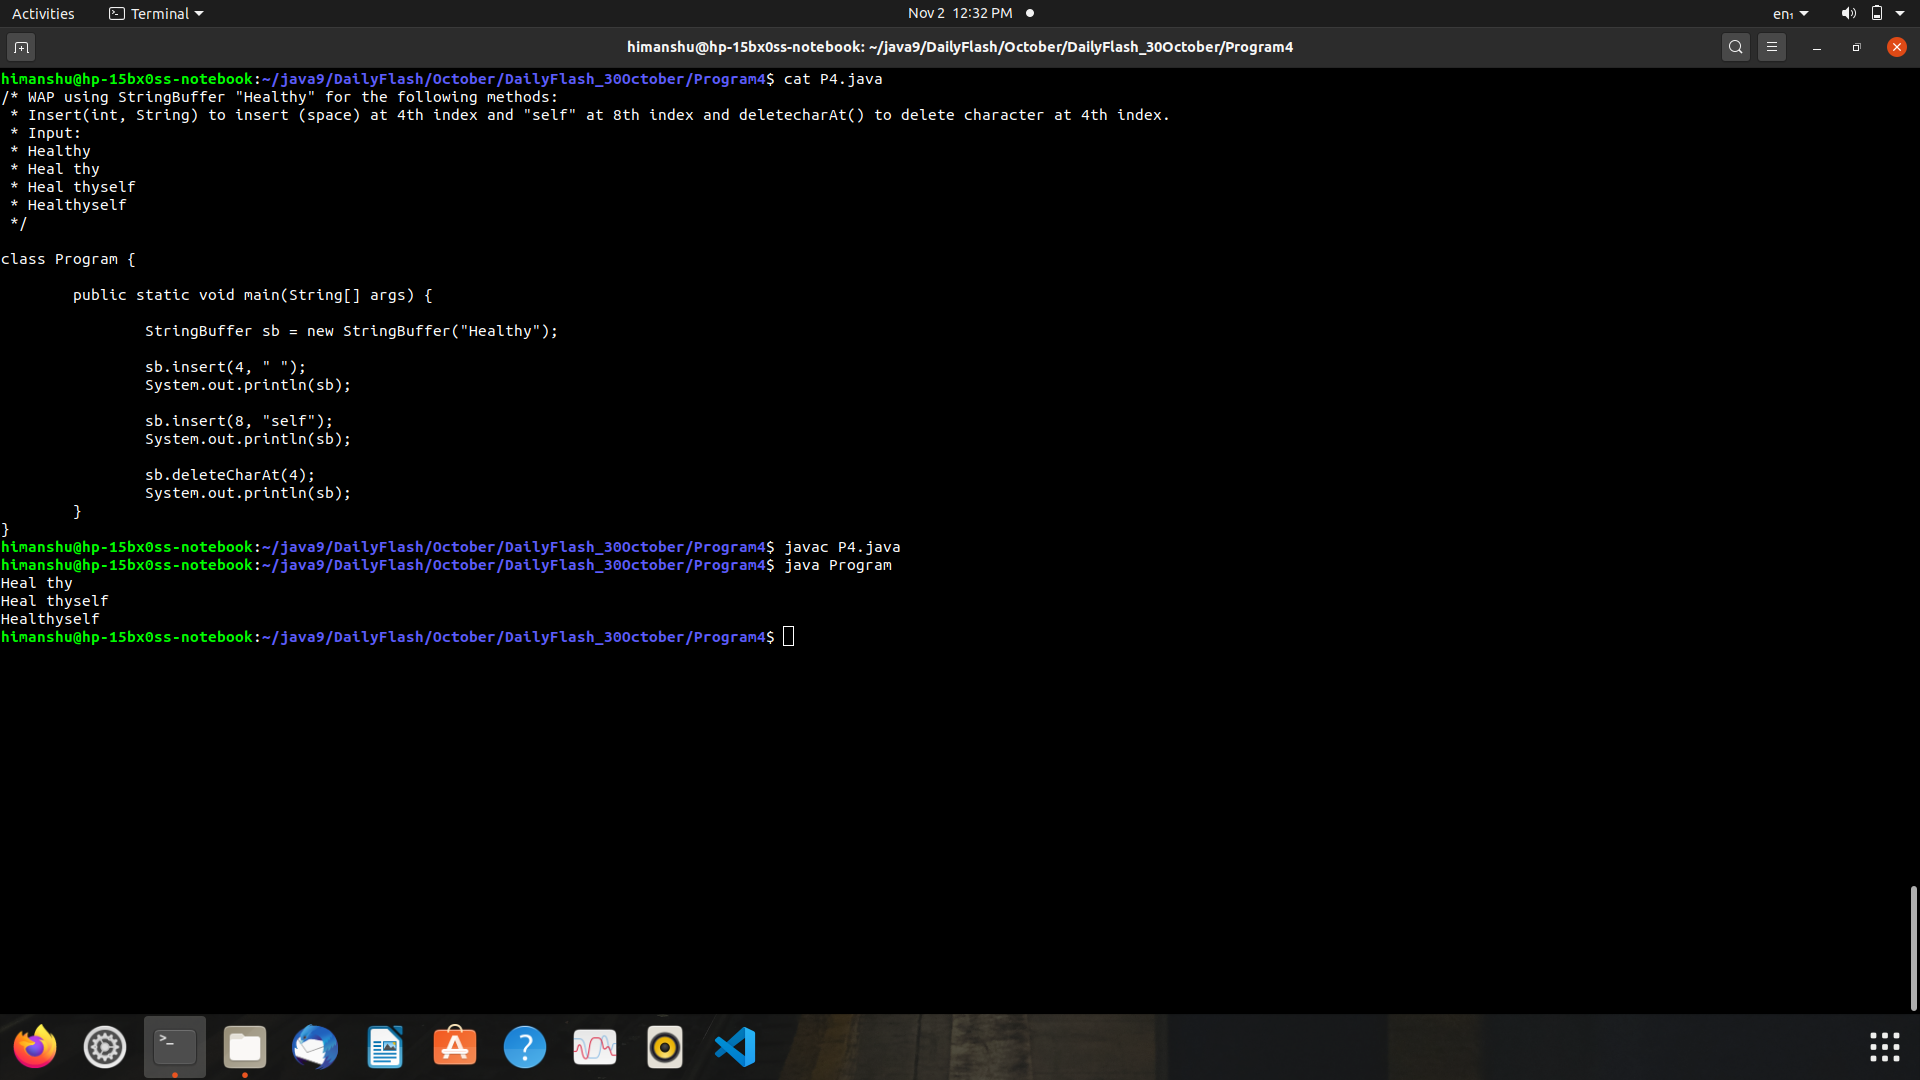 Activities Terminal Nov 2 12:32 PM en₁
himanshu@hp-15bx0ss-notebook: ~/java9/DailyFlash/October/DailyFlash_30October/Program4
himanshu@hp-15bx0ss-notebook:~/java9/DailyFlash/October/DailyFlash_30October/Program4$ cat P4.java
/* WAP using StringBuffer "Healthy" for the following methods:
 * Insert(int, String) to insert (space) at 4th index and "self" at 8th index and deletecharAt() to delete character at 4th index.
 * Input:
 * Healthy
 * Heal thy
 * Heal thyself
 * Healthyself
 */
class Program {
        public static void main(String[] args) {
                StringBuffer sb = new StringBuffer("Healthy");
                sb.insert(4, " ");
                System.out.println(sb);
                sb.insert(8, "self");
                System.out.println(sb);
                sb.deleteCharAt(4);
                System.out.println(sb);
        }
}
himanshu@hp-15bx0ss-notebook:~/java9/DailyFlash/October/DailyFlash_30October/Program4$ javac P4.java
himanshu@hp-15bx0ss-notebook:~/java9/DailyFlash/October/DailyFlash_30October/Program4$ java Program
Heal thy
Heal thyself
Healthyself
himanshu@hp-15bx0ss-notebook:~/java9/DailyFlash/October/DailyFlash_30October/Program4$